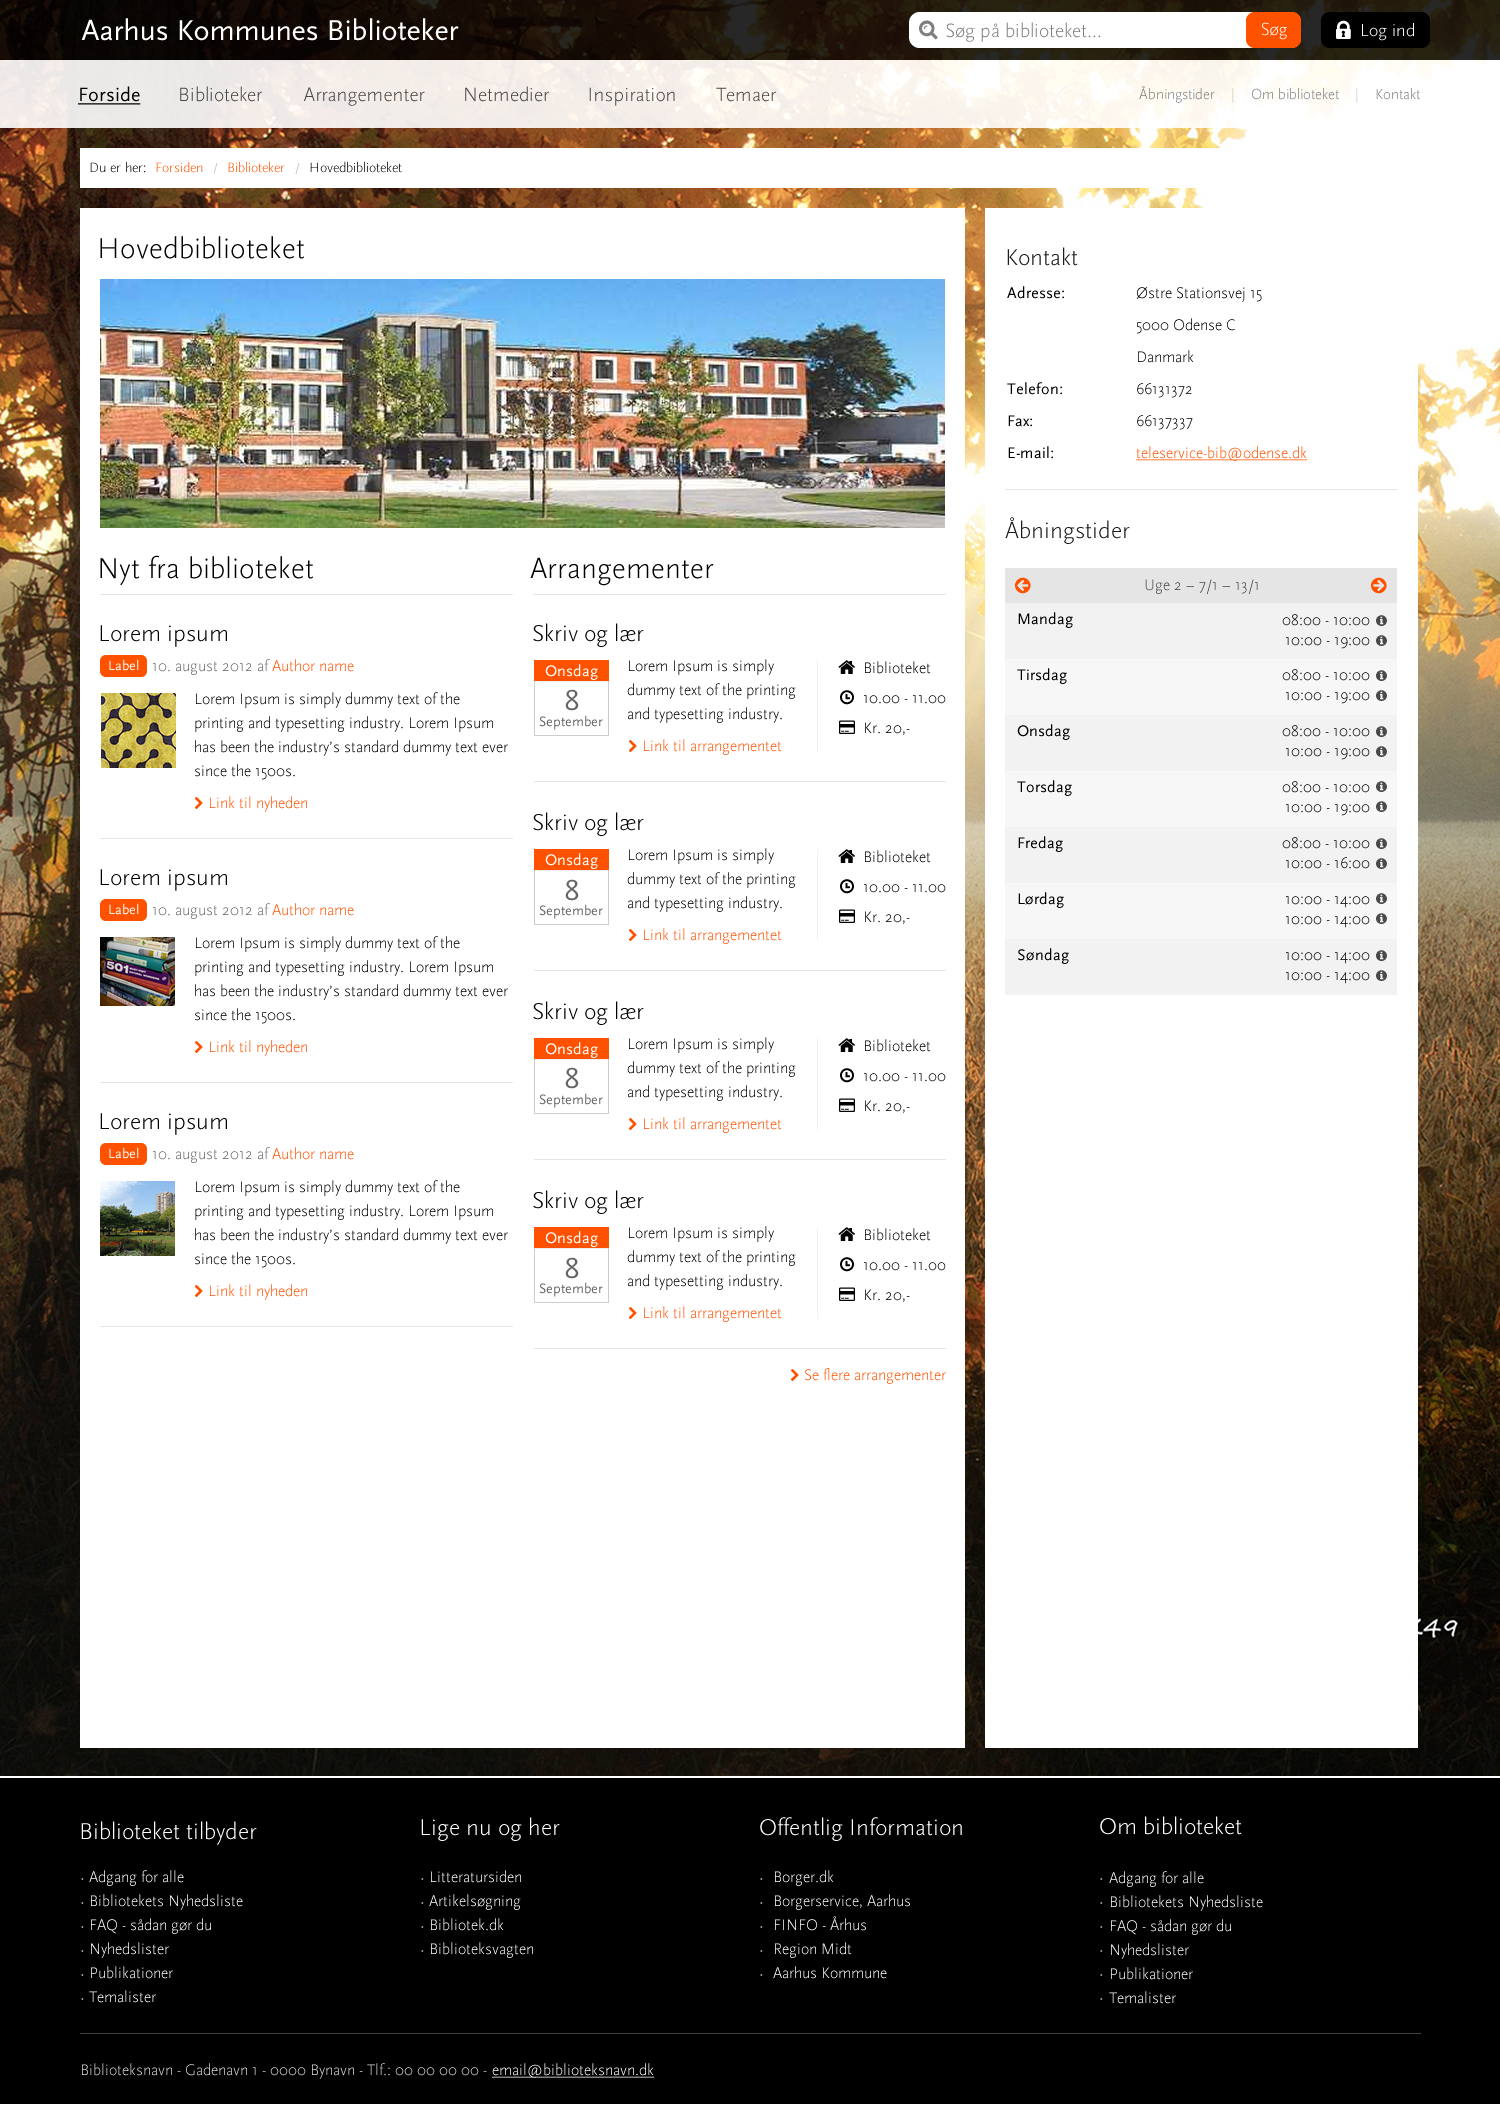 Aarhus Kommunes Biblioteker
Søg på biblioteket...
Søg
Log ind
Forside
Biblioteker
Arrangementer
Netmedier
Inspiration
Temaer
Åbningstider | Om biblioteket | Kontakt
Du er her: Forsiden / Biblioteker / Hovedbiblioteket
Hovedbiblioteket
Nyt fra biblioteket
Lorem ipsum
Label 10. august 2012 af Author name
Lorem Ipsum is simply dummy text of the
printing and typesetting industry. Lorem Ipsum
has been the industry's standard dummy text ever
since the 1500s.
Link til nyheden
Lorem ipsum
Label 10. august 2012 af Author name
501
Lorem Ipsum is simply dummy text of the
printing and typesetting industry. Lorem Ipsum
has been the industry's standard dummy text ever
since the 1500s.
Link til nyheden
Lorem ipsum
Label 10. august 2012 af Author name
Lorem Ipsum is simply dummy text of the
printing and typesetting industry. Lorem Ipsum
has been the industry's standard dummy text ever
since the 1500s.
Link til nyheden
Arrangementer
Skriv og lær
Onsdag
8
September
Lorem Ipsum is simply
dummy text of the printing
and typesetting industry.
Link til arrangementet
Biblioteket
10.00 - 11.00
Kr. 20,-
Skriv og lær
Onsdag
8
September
Lorem Ipsum is simply
dummy text of the printing
and typesetting industry.
Link til arrangementet
Biblioteket
10.00 - 11.00
Kr. 20,-
Skriv og lær
Onsdag
8
September
Lorem Ipsum is simply
dummy text of the printing
and typesetting industry.
Link til arrangementet
Biblioteket
10.00 - 11.00
Kr. 20,-
Skriv og lær
Onsdag
8
September
Lorem Ipsum is simply
dummy text of the printing
and typesetting industry.
Link til arrangementet
Biblioteket
10.00 - 11.00
Kr. 20,-
Se flere arrangementer
Kontakt
Adresse: Østre Stationsvej 15
5000 Odense C
Danmark
Telefon: 66131372
Fax: 66137337
E-mail: teleservice-bib@odense.dk
Åbningstider
Uge 2 – 7/1 – 13/1
Mandag 08:00 - 10:00
10:00 - 19:00
Tirsdag 08:00 - 10:00
10:00 - 19:00
Onsdag 08:00 - 10:00
10:00 - 19:00
Torsdag 08:00 - 10:00
10:00 - 19:00
Fredag 08:00 - 10:00
10:00 - 16:00
Lørdag 10:00 - 14:00
10:00 - 14:00
Søndag 10:00 - 14:00
10:00 - 14:00
49
Biblioteket tilbyder
· Adgang for alle
· Bibliotekets Nyhedsliste
· FAQ - sådan gør du
· Nyhedslister
· Publikationer
· Temalister
Lige nu og her
· Litteratursiden
· Artikelsøgning
· Bibliotek.dk
· Biblioteksvagten
Offentlig Information
· Borger.dk
· Borgerservice, Aarhus
· FINFO - Århus
· Region Midt
· Aarhus Kommune
Om biblioteket
· Adgang for alle
· Bibliotekets Nyhedsliste
· FAQ - sådan gør du
· Nyhedslister
· Publikationer
· Temalister
Biblioteksnavn - Gadenavn 1 - 0000 Bynavn - Tlf.: 00 00 00 00 - email@biblioteksnavn.dk